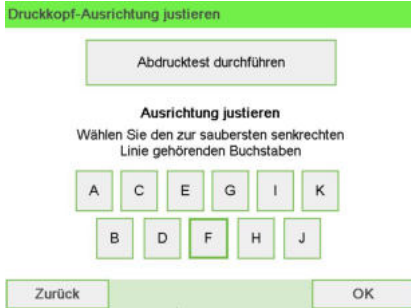 Druckkopf-Ausrichtung justieren
Abdrucktest durchführen
Ausrichtung justieren
Wählen Sie den zur saubersten senkrechten
Linie gehörenden Buchstaben
A C E G I K
B D F H J
Zurück OK